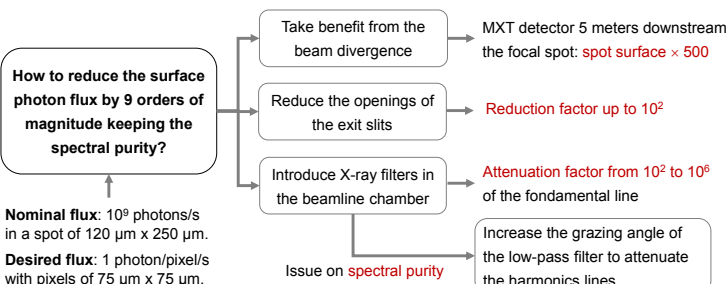 Take benefit from the
beam divergence
MXT detector 5 meters downstream
the focal spot: spot surface × 500
How to reduce the surface
photon flux by 9 orders of
magnitude keeping the
spectral purity?
Reduce the openings of
the exit slits
Reduction factor up to 10²
Introduce X-ray filters in
the beamline chamber
Attenuation factor from 10² to 10⁶
of the fondamental line
Nominal flux: 10⁹ photons/s
in a spot of 120 µm x 250 µm.
Desired flux: 1 photon/pixel/s
with pixels of 75 µm x 75 µm.
Issue on spectral purity
Increase the grazing angle of
the low-pass filter to attenuate
the harmonics lines